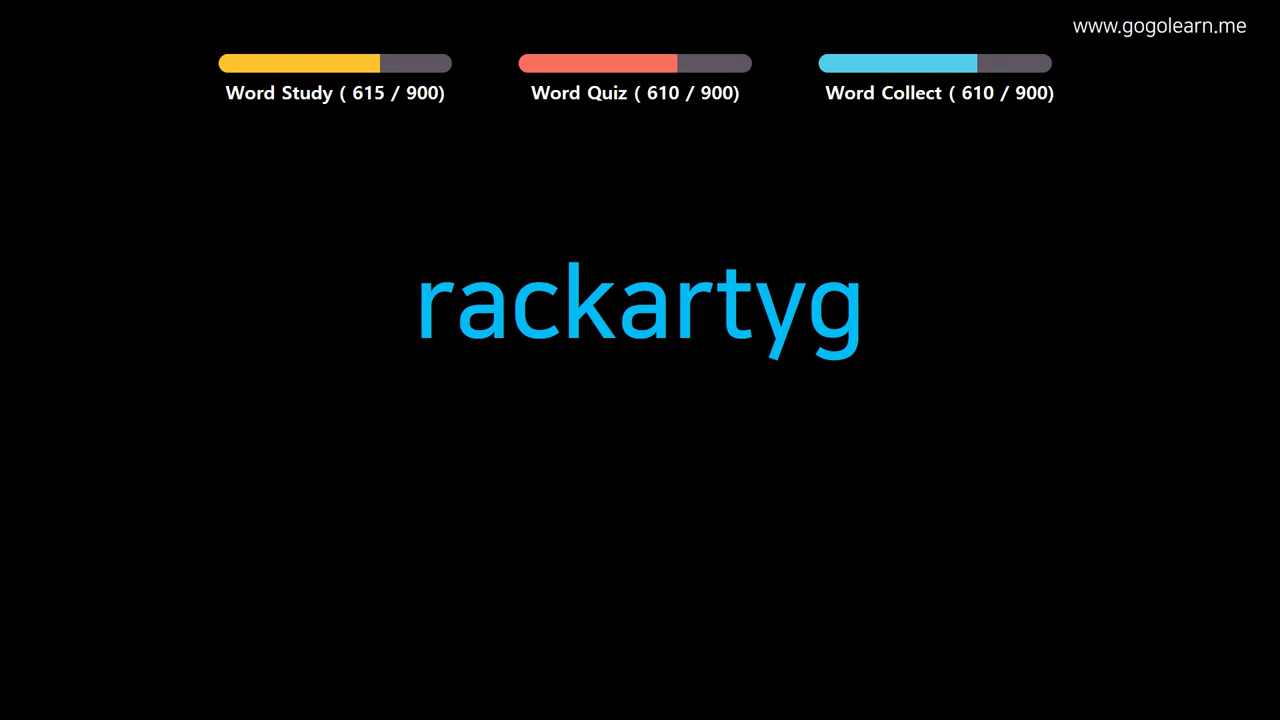 www.gogolearn.me
Word Study ( 615 / 900)
Word Quiz ( 610 / 900)
Word Collect ( 610 / 900)
rackartyg